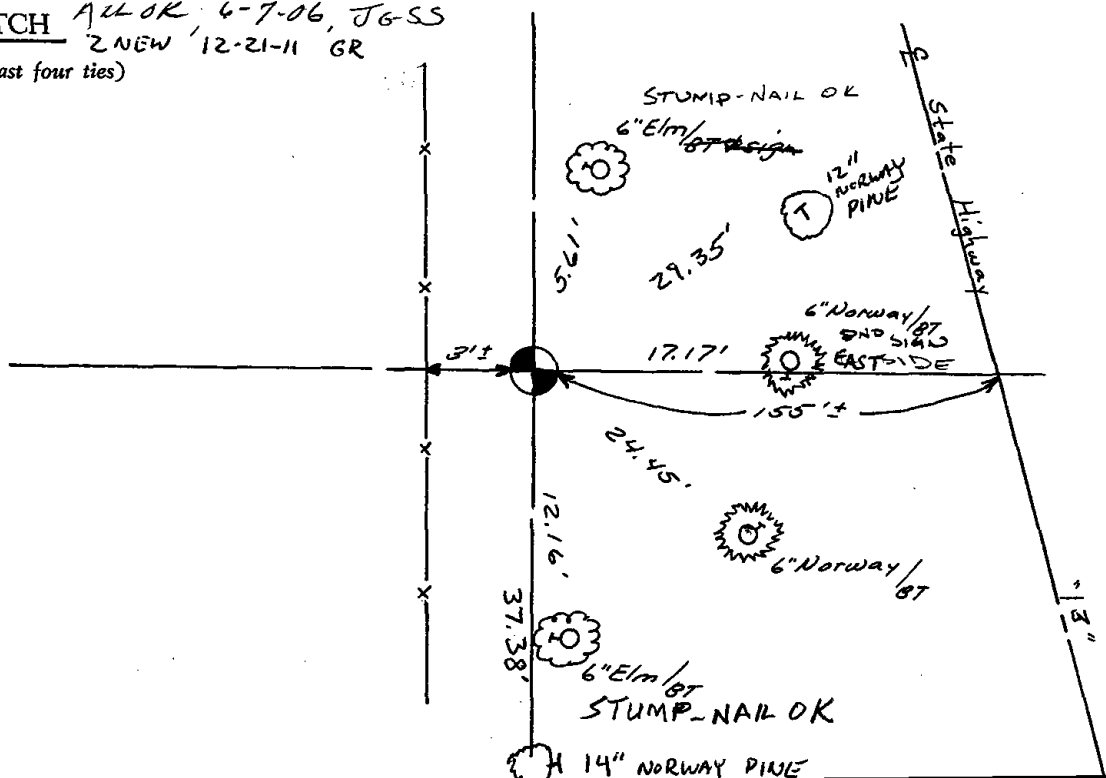 TCH ALL OK 6-7-06, JG-SS
2 NEW 12-21-11 GR
ast four ties)
STUMP-NAIL OK
6"Elm/BT & sign
12"
NORWAY
PINE
℄ State Highway
5.61'
29.35'
6"Norway/BT
BND SIGN
EASTSIDE
3'±
17.17'
155'±
24.45'
12.16'
6"Norway/BT
37.38'
"13"
6"Elm/BT
STUMP-NAIL OK
14" NORWAY PINE